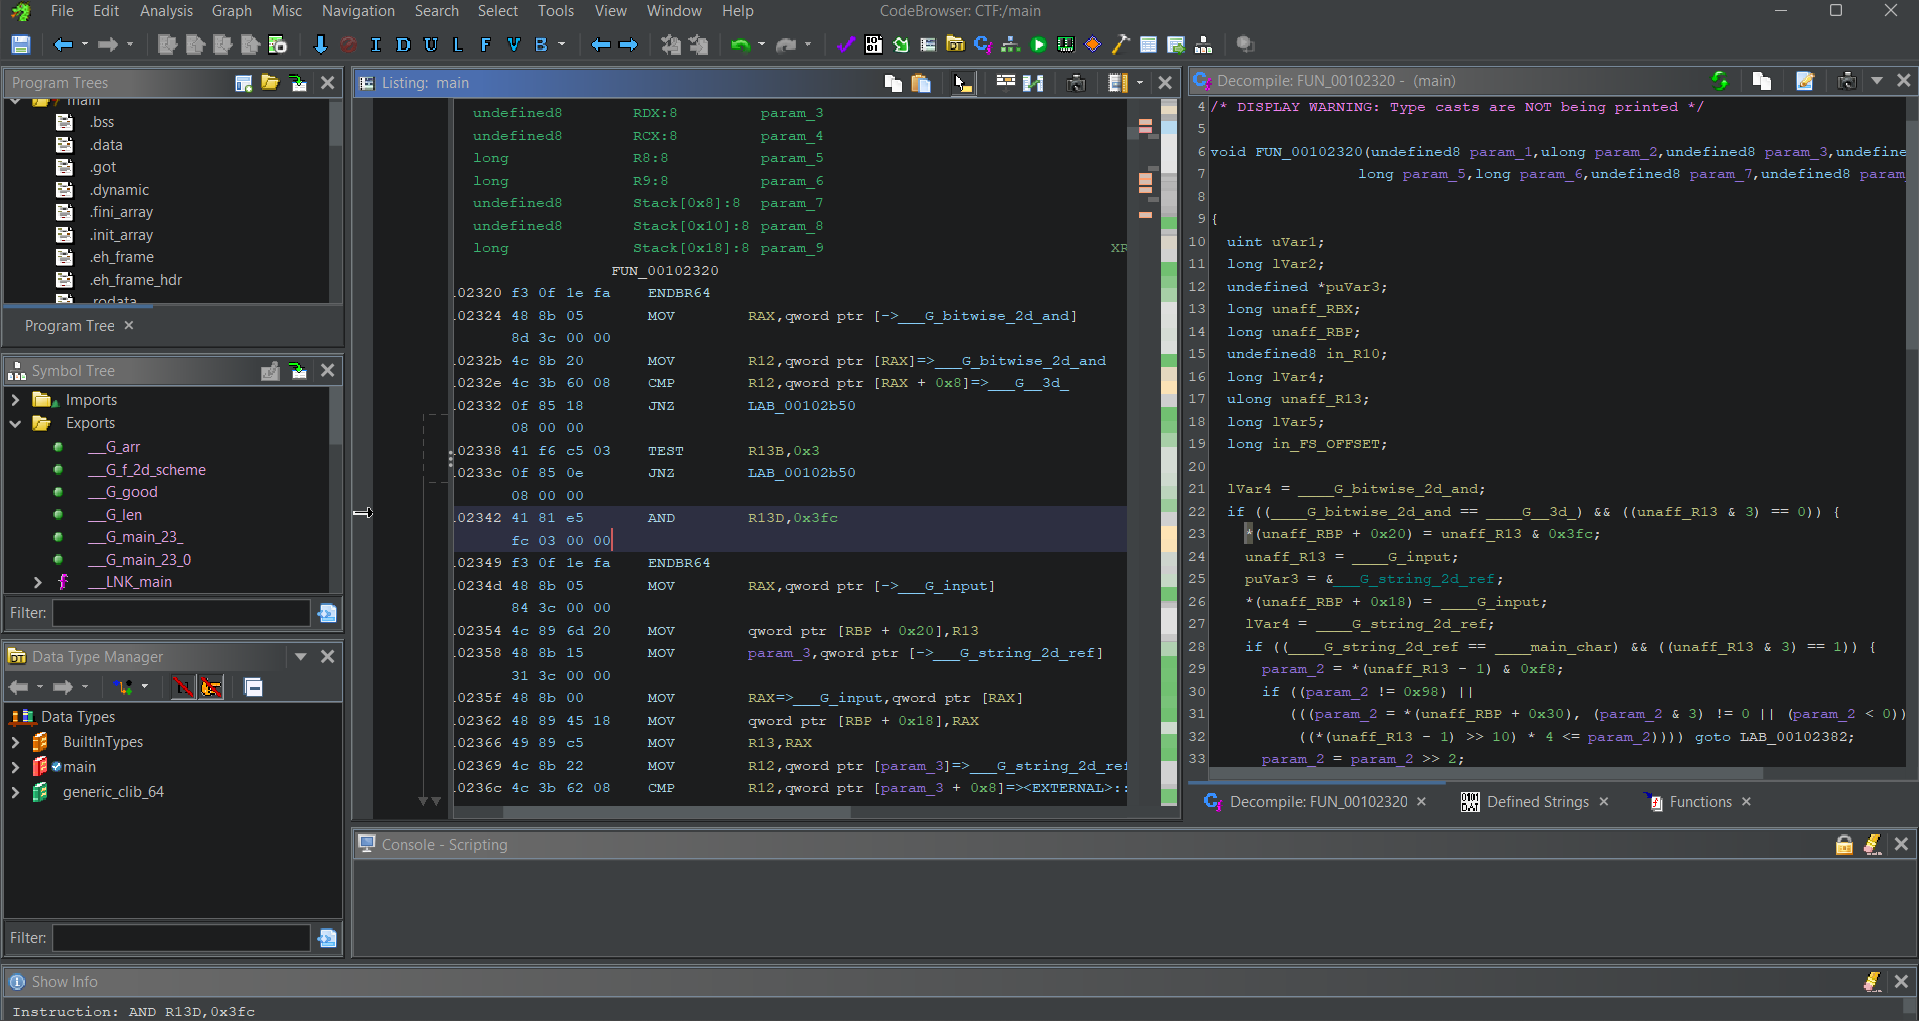 File Edit Analysis Graph Misc Navigation Search Select Tools View Window Help CodeBrowser: CTF:/main
I D U L F V B
Program Trees
main
.bss
.data
.got
.dynamic
.fini_array
.init_array
.eh_frame
.eh_frame_hdr
.rodata
Program Tree ×
Symbol Tree
Imports
Exports
___G_arr
___G_f_2d_scheme
___G_good
___G_len
___G_main_23_
___G_main_23_0
___LNK_main
Filter:
Data Type Manager
Data Types
BuiltInTypes
main
generic_clib_64
Filter:
Listing: main
undefined8 RDX:8 param_3
undefined8 RCX:8 param_4
long R8:8 param_5
long R9:8 param_6
undefined8 Stack[0x8]:8 param_7
undefined8 Stack[0x10]:8 param_8
long Stack[0x18]:8 param_9 XR
FUN_00102320
.02320 f3 0f 1e fa ENDBR64
.02324 48 8b 05 MOV RAX,qword ptr [->___G_bitwise_2d_and]
8d 3c 00 00
.0232b 4c 8b 20 MOV R12,qword ptr [RAX]=>___G_bitwise_2d_and
.0232e 4c 3b 60 08 CMP R12,qword ptr [RAX + 0x8]=>___G__3d_
.02332 0f 85 18 JNZ LAB_00102b50
08 00 00
.02338 41 f6 c5 03 TEST R13B,0x3
.0233c 0f 85 0e JNZ LAB_00102b50
08 00 00
.02342 41 81 e5 AND R13D,0x3fc
fc 03 00 00
.02349 f3 0f 1e fa ENDBR64
.0234d 48 8b 05 MOV RAX,qword ptr [->___G_input]
84 3c 00 00
.02354 4c 89 6d 20 MOV qword ptr [RBP + 0x20],R13
.02358 48 8b 15 MOV param_3,qword ptr [->___G_string_2d_ref]
31 3c 00 00
.0235f 48 8b 00 MOV RAX=>___G_input,qword ptr [RAX]
.02362 48 89 45 18 MOV qword ptr [RBP + 0x18],RAX
.02366 49 89 c5 MOV R13,RAX
.02369 4c 8b 22 MOV R12,qword ptr [param_3]=>___G_string_2d_ref
.0236c 4c 3b 62 08 CMP R12,qword ptr [param_3 + 0x8]=><EXTERNAL>::
Decompile: FUN_00102320 - (main)
4 /* DISPLAY WARNING: Type casts are NOT being printed */
5
6 void FUN_00102320(undefined8 param_1,ulong param_2,undefined8 param_3,undefine
7 long param_5,long param_6,undefined8 param_7,undefined8 param_
8
9 {
10 uint uVar1;
11 long lVar2;
12 undefined *puVar3;
13 long unaff_RBX;
14 long unaff_RBP;
15 undefined8 in_R10;
16 long lVar4;
17 ulong unaff_R13;
18 long lVar5;
19 long in_FS_OFFSET;
20
21 lVar4 = ____G_bitwise_2d_and;
22 if ((____G_bitwise_2d_and == ____G__3d_) && ((unaff_R13 & 3) == 0)) {
23 *(unaff_RBP + 0x20) = unaff_R13 & 0x3fc;
24 unaff_R13 = ____G_input;
25 puVar3 = &___G_string_2d_ref;
26 *(unaff_RBP + 0x18) = ____G_input;
27 lVar4 = ____G_string_2d_ref;
28 if ((____G_string_2d_ref == ____main_char) && ((unaff_R13 & 3) == 1)) {
29 param_2 = *(unaff_R13 - 1) & 0xf8;
30 if ((param_2 != 0x98) ||
31 (((param_2 = *(unaff_RBP + 0x30), (param_2 & 3) != 0 || (param_2 < 0))
32 ((*(unaff_R13 - 1) >> 10) * 4 <= param_2)))) goto LAB_00102382;
33 param_2 = param_2 >> 2;
Decompile: FUN_00102320 × Defined Strings × Functions ×
Console - Scripting
Show Info
Instruction: AND R13D,0x3fc